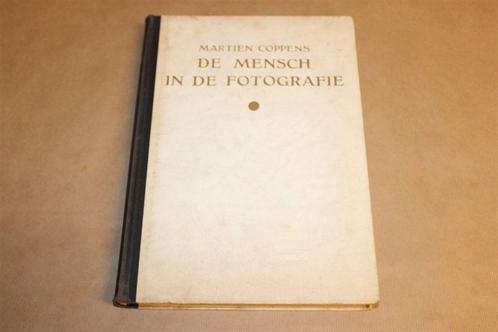 MARTIEN COPPENS
DE MENSCH
IN DE FOTOGRAFIE